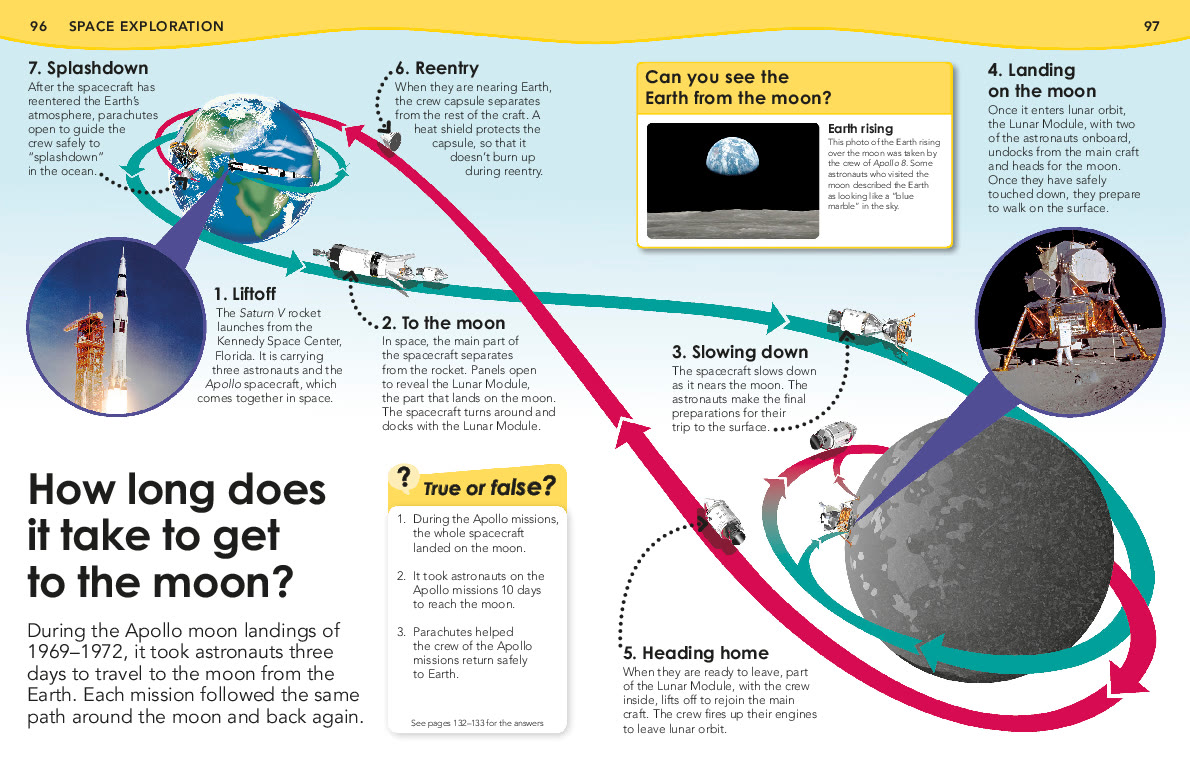 96 SPACE EXPLORATION
97
7. Splashdown
After the spacecraft has
reentered the Earth's
atmosphere, parachutes
open to guide the
crew safely to
"splashdown"
in the ocean.
6. Reentry
When they are nearing Earth,
the crew capsule separates
from the rest of the craft. A
heat shield protects the
capsule, so that it
doesn't burn up
during reentry.
Can you see the
Earth from the moon?
Earth rising
This photo of the Earth rising
over the moon was taken by
the crew of Apollo 8. Some
astronauts who visited the
moon described the Earth
as looking like a "blue
marble" in the sky.
4. Landing
on the moon
Once it enters lunar orbit,
the Lunar Module, with two
of the astronauts onboard,
undocks from the main craft
and heads for the moon.
Once they have safely
touched down, they prepare
to walk on the surface.
1. Liftoff
The Saturn V rocket
launches from the
Kennedy Space Center,
Florida. It is carrying
three astronauts and the
Apollo spacecraft, which
comes together in space.
2. To the moon
In space, the main part of
the spacecraft separates
from the rocket. Panels open
to reveal the Lunar Module,
the part that lands on the moon.
The spacecraft turns around and
docks with the Lunar Module.
3. Slowing down
The spacecraft slows down
as it nears the moon. The
astronauts make the final
preparations for their
trip to the surface.
How long does
it take to get
to the moon?
During the Apollo moon landings of
1969–1972, it took astronauts three
days to travel to the moon from the
Earth. Each mission followed the same
path around the moon and back again.
? True or false?
1. During the Apollo missions,
the whole spacecraft
landed on the moon.
2. It took astronauts on the
Apollo missions 10 days
to reach the moon.
3. Parachutes helped
the crew of the Apollo
missions return safely
to Earth.
See pages 132–133 for the answers
5. Heading home
When they are ready to leave, part
of the Lunar Module, with the crew
inside, lifts off to rejoin the main
craft. The crew fires up their engines
to leave lunar orbit.